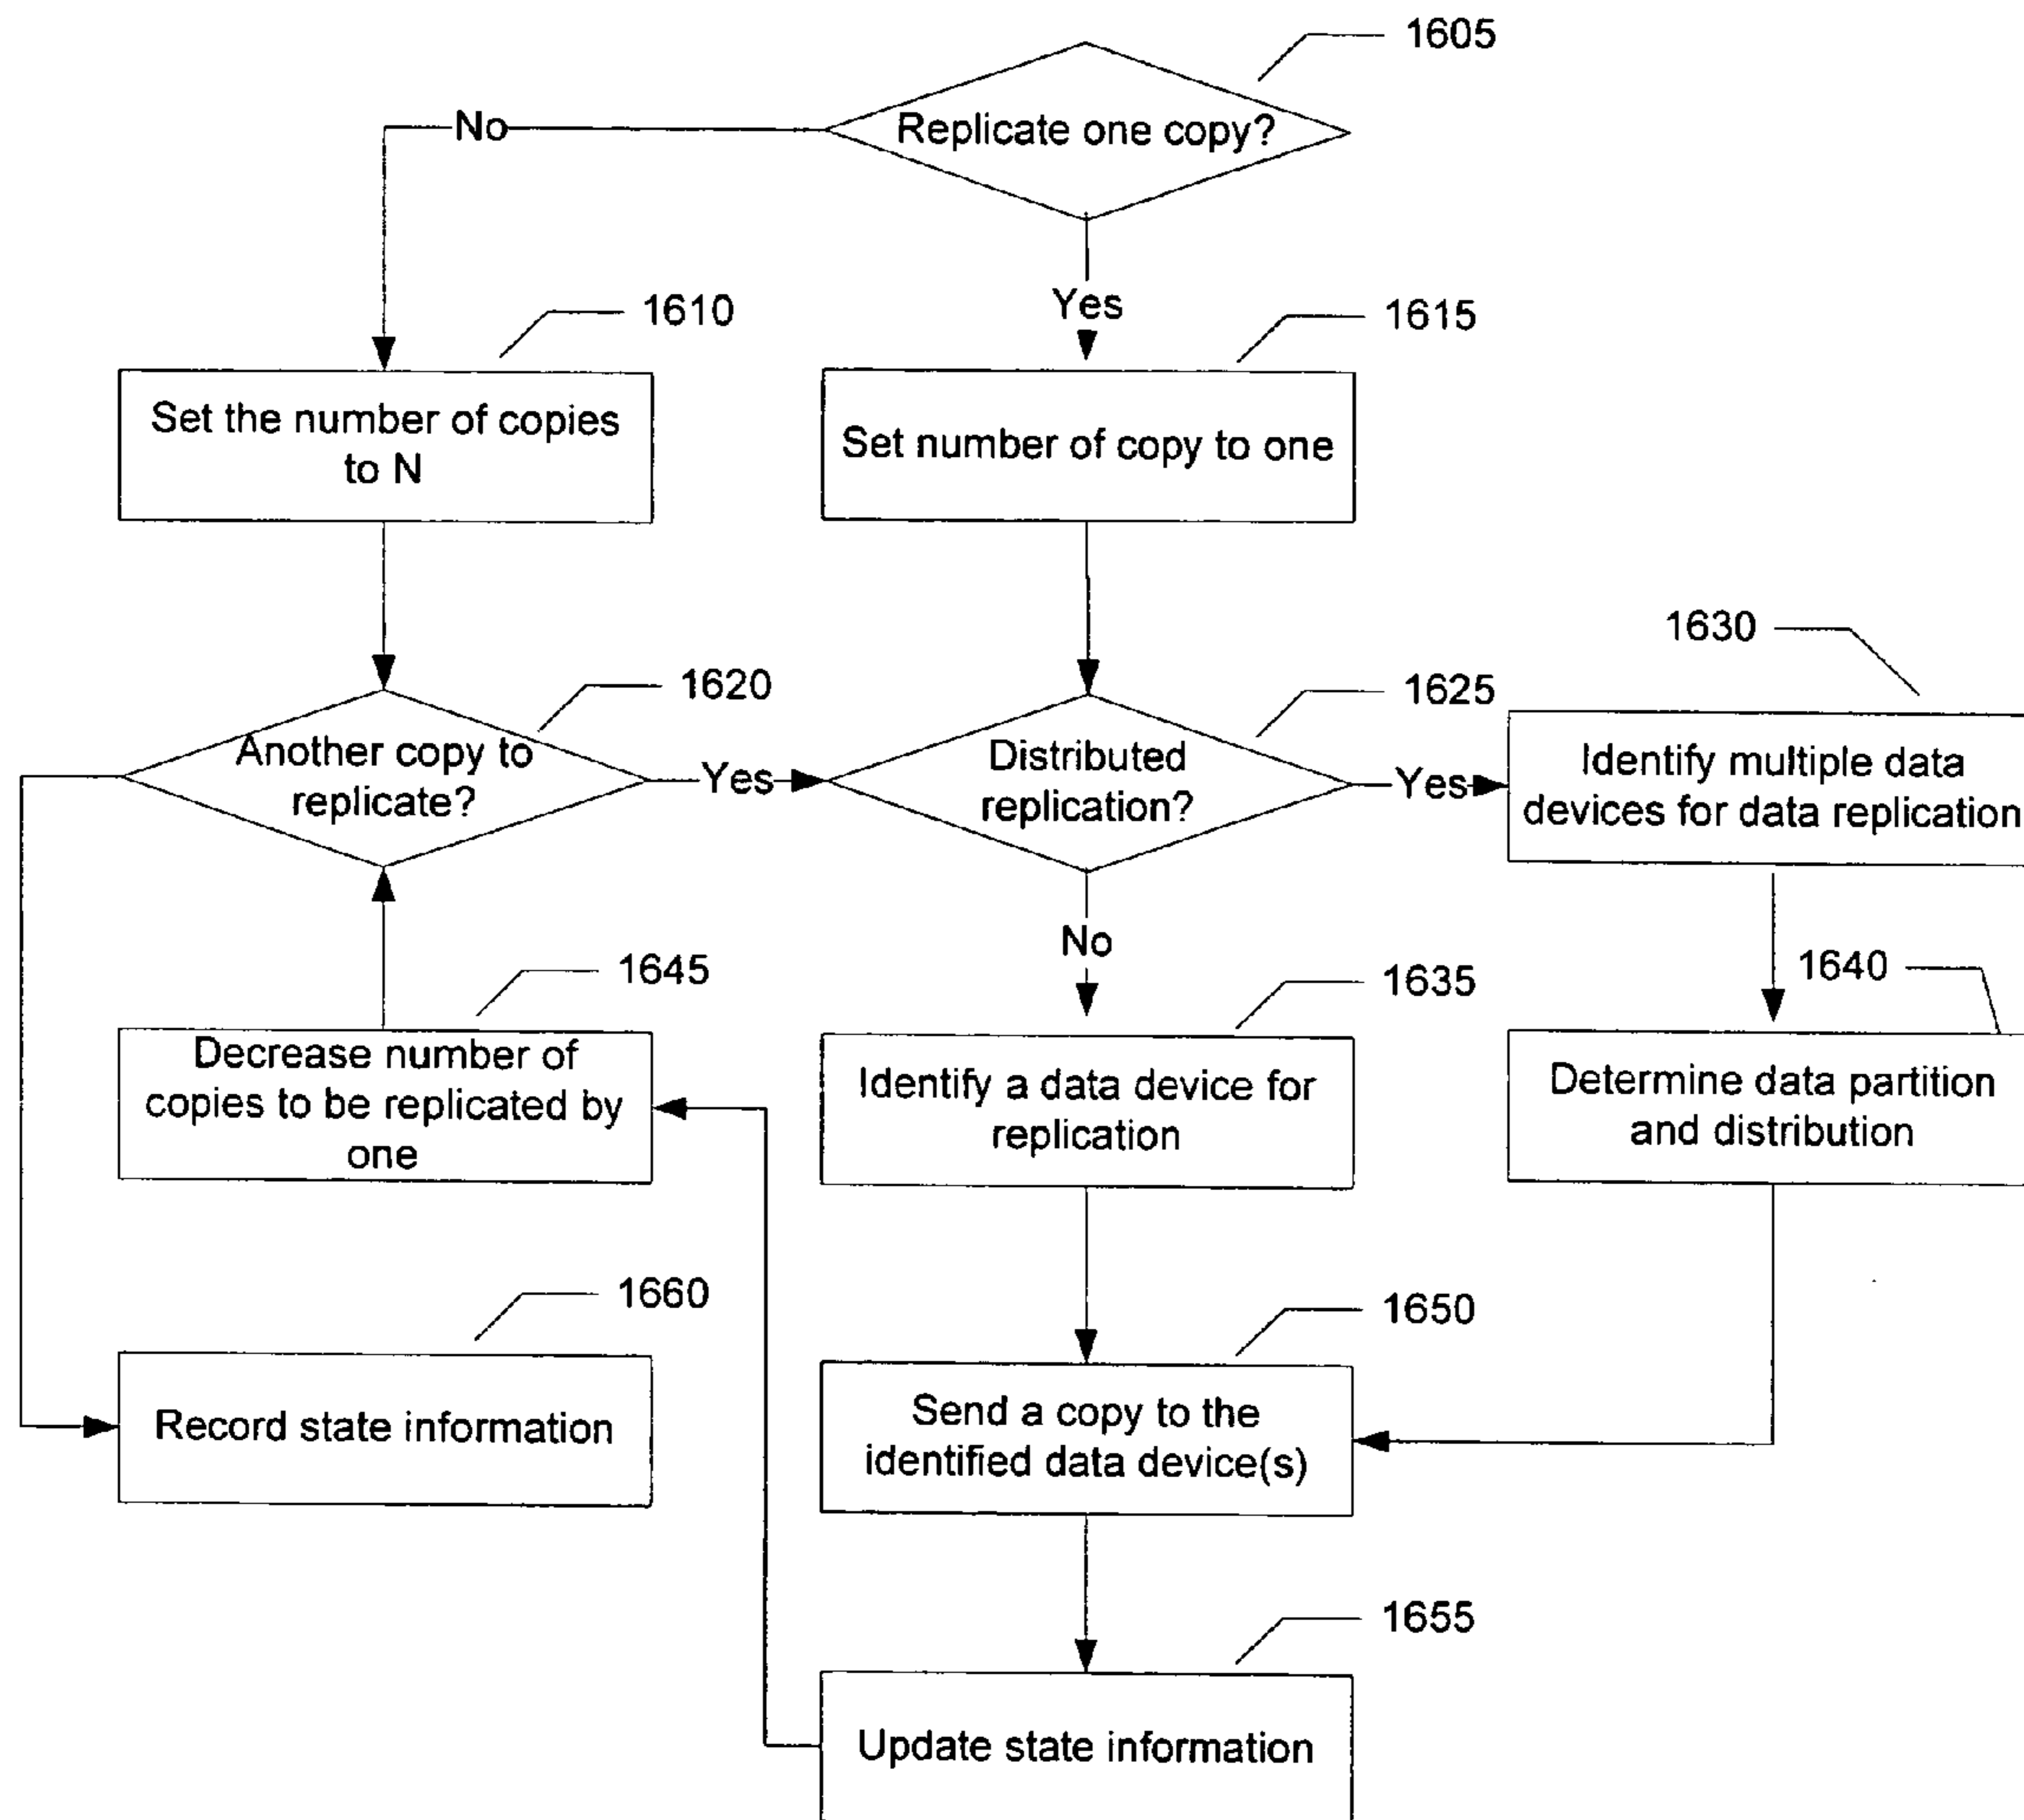 1605
Replicate one copy?
No
Yes
1610
1615
Set the number of copies
to N
Set number of copy to one
1620
1625
1630
Another copy to
replicate?
Yes
Distributed
replication?
Yes
Identify multiple data
devices for data replication
No
1645
1635
1640
Decrease number of
copies to be replicated by
one
Identify a data device for
replication
Determine data partition
and distribution
1660
1650
Record state information
Send a copy to the
identified data device(s)
1655
Update state information